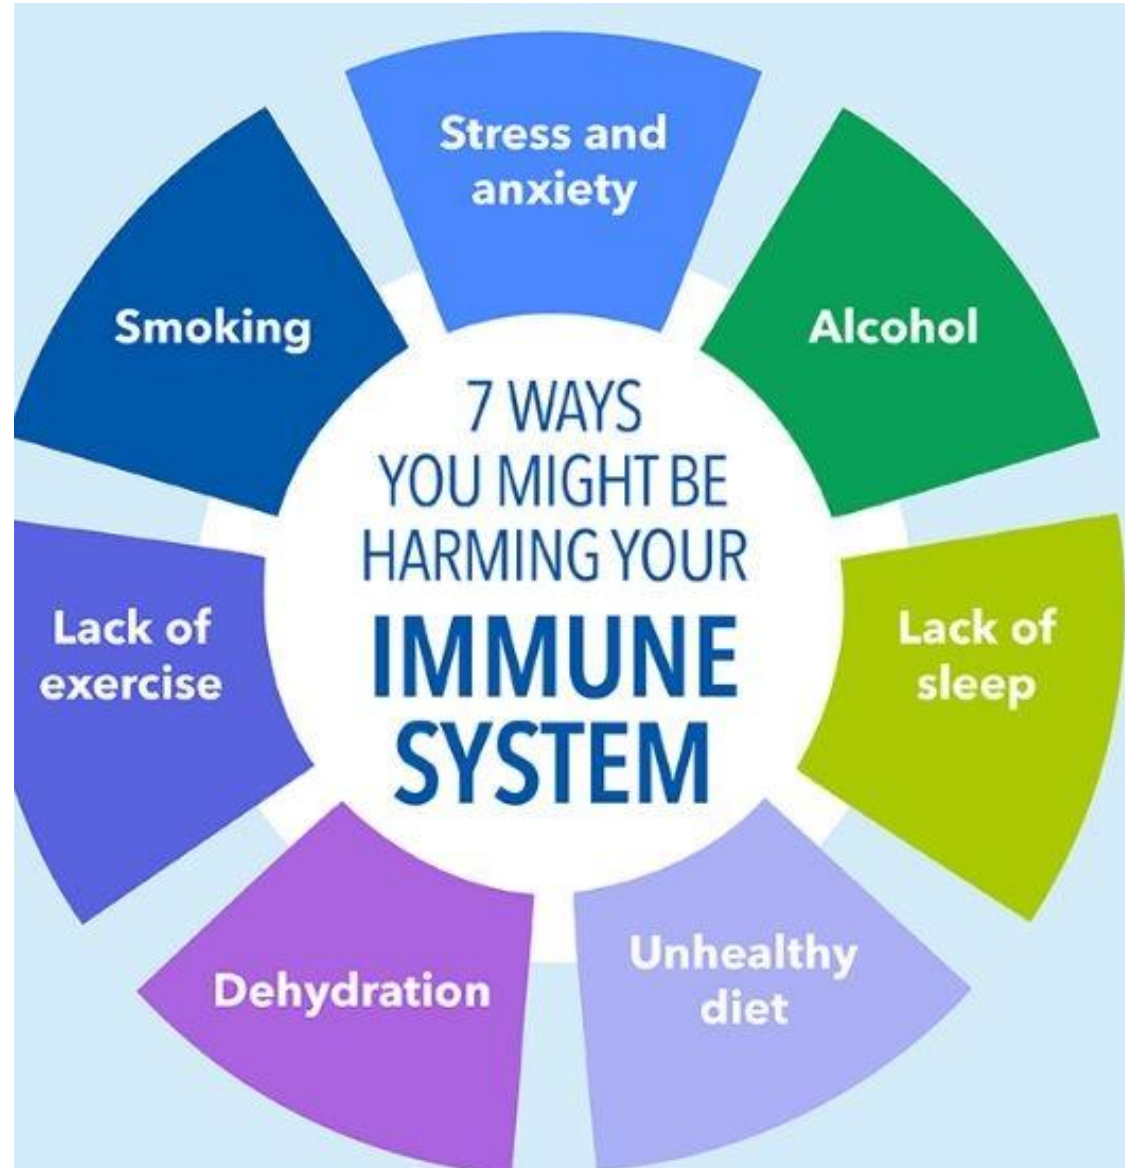 7 WAYS
YOU MIGHT BE
HARMING YOUR
IMMUNE
SYSTEM
Stress and
anxiety
Alcohol
Lack of
sleep
Unhealthy
diet
Dehydration
Lack of
exercise
Smoking